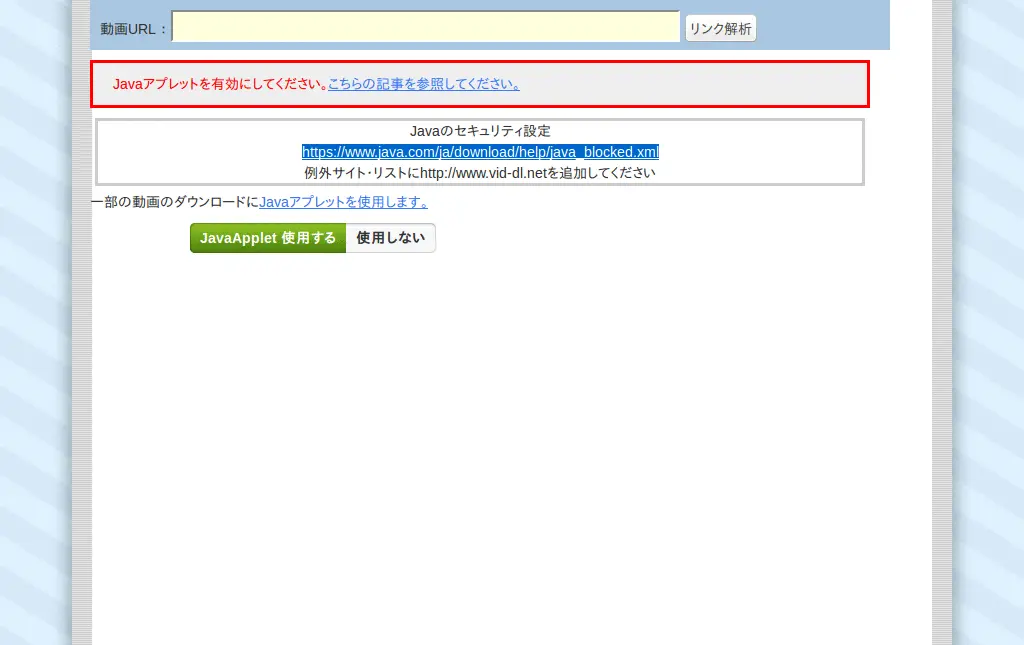 動画URL : リンク解析
Javaアプレットを有効にしてください。こちらの記事を参照してください。
Javaのセキュリティ設定
https://www.java.com/ja/download/help/java_blocked.xml
例外サイト・リストにhttp://www.vid-dl.netを追加してください
一部の動画のダウンロードにJavaアプレットを使用します。
JavaApplet 使用する 使用しない